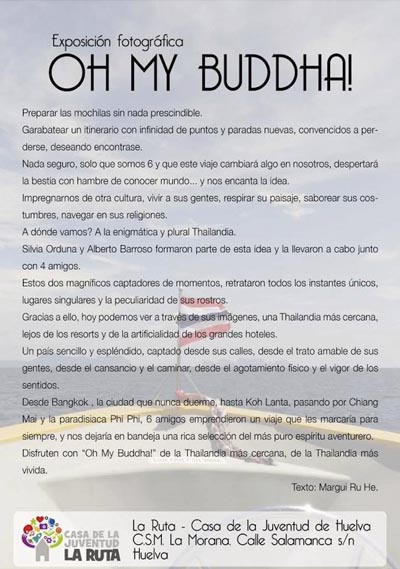 Exposición fotográfica
OH MY BUDDHA!
Preparar las mochilas sin nada prescindible.
Garabatear un itinerario con infinidad de puntos y paradas nuevas, convencidos a per-
derse, deseando encontrase.
Nada seguro, solo que somos 6 y que este viaje cambiará algo en nosotros, despertará
la bestia con hambre de conocer mundo... y nos encanta la idea.
Impregnarnos de otra cultura, vivir a sus gentes, respirar su paisaje, saborear sus cos-
tumbres, navegar en sus religiones.
A dónde vamos? A la enigmática y plural Thailandia.
Silvia Orduna y Alberto Barroso formaron parte de esta idea y la llevaron a cabo junto
con 4 amigos.
Estos dos magníficos captadores de momentos, retrataron todos los instantes únicos,
lugares singulares y la peculiaridad de sus rostros.
Gracias a ello, hoy podemos ver a través de sus imágenes, una Thailandia más cercana,
lejos de los resorts y de la artificialidad de los grandes hoteles.
Un país sencillo y espléndido, captado desde sus calles, desde el trato amable de sus
gentes, desde el cansancio y el caminar, desde el agotamiento físico y el vigor de los
sentidos.
Desde Bangkok , la ciudad que nunca duerme, hasta Koh Lanta, pasando por Chiang
Mai y la paradisiaca Phi Phi, 6 amigos emprendieron un viaje que les marcaría para
siempre, y nos dejaría en bandeja una rica selección del más puro espíritu aventurero.
Disfruten con "Oh My Buddha!" de la Thailandia más cercana, de la Thailandia más
vivida.
Texto: Margui Ru He.
CASA DE LA
JUVENTUD
LA RUTA
La Ruta - Casa de la Juventud de Huelva
C.S.M. La Morana. Calle Salamanca s/n
Huelva